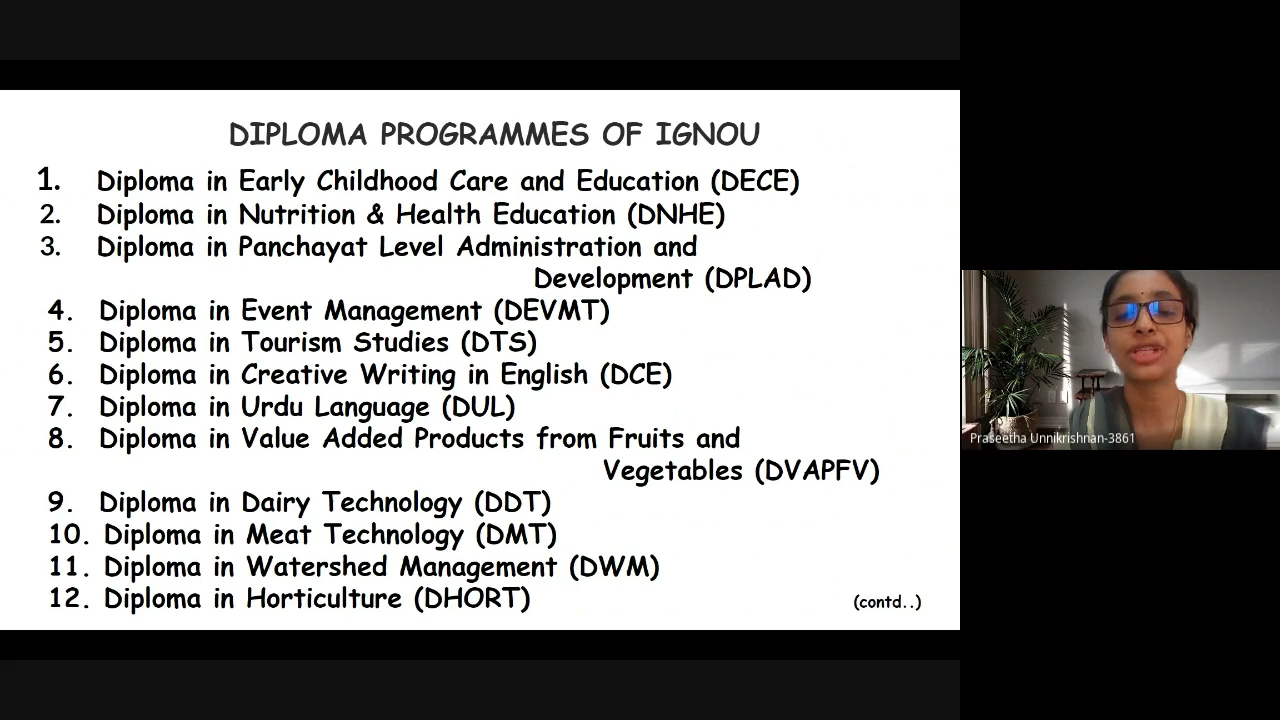 DIPLOMA PROGRAMMES OF IGNOU
1. Diploma in Early Childhood Care and Education (DECE)
2. Diploma in Nutrition & Health Education (DNHE)
3. Diploma in Panchayat Level Administration and
Development (DPLAD)
4. Diploma in Event Management (DEVMT)
5. Diploma in Tourism Studies (DTS)
6. Diploma in Creative Writing in English (DCE)
7. Diploma in Urdu Language (DUL)
8. Diploma in Value Added Products from Fruits and
Vegetables (DVAPFV)
9. Diploma in Dairy Technology (DDT)
10. Diploma in Meat Technology (DMT)
11. Diploma in Watershed Management (DWM)
12. Diploma in Horticulture (DHORT)
(contd..)
Praseetha Unnikrishnan-3861